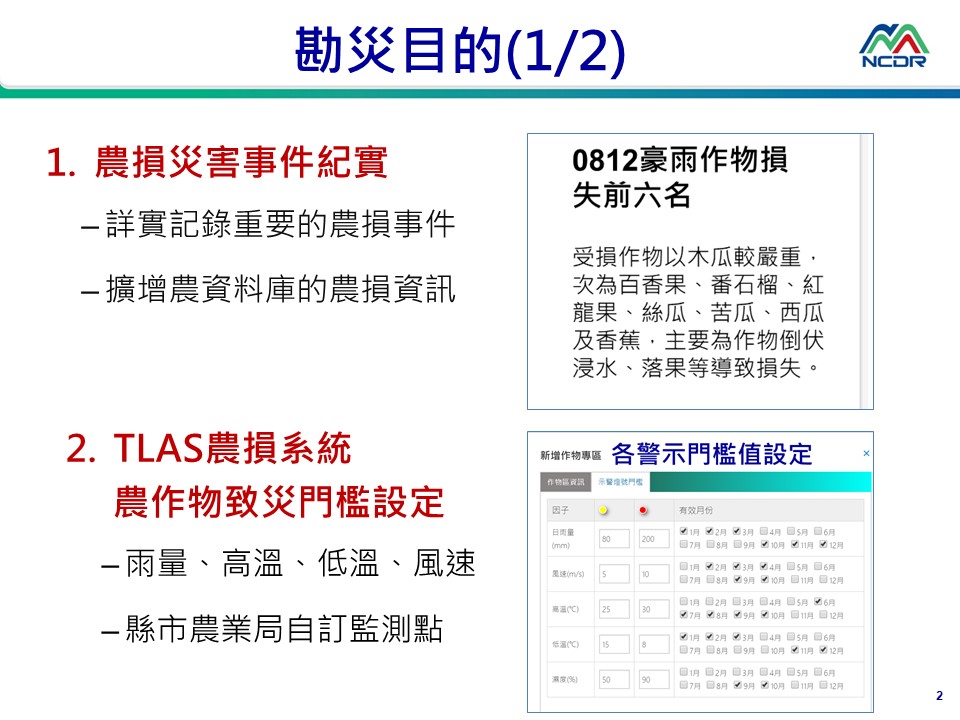 勘災目的(1/2)
NCDR
1. 農損災害事件紀實
–詳實記錄重要的農損事件
–擴增農資料庫的農損資訊
0812豪雨作物損
失前六名
受損作物以木瓜較嚴重，
次為百香果、番石榴、紅
龍果、絲瓜、苦瓜、西瓜
及香蕉，主要為作物倒伏
浸水、落果等導致損失。
2. TLAS農損系統
農作物致災門檻設定
–雨量、高溫、低溫、風速
–縣市農業局自訂監測點
新增作物專區 各警示門檻值設定 ×
作物區資訊 示警燈號門檻
因子 有效月份
日雨量
(mm) 80 200
1月 2月 3月 4月 5月 6月
7月 8月 9月 10月 11月 12月
風速(m/s) 5 10
1月 2月 3月 4月 5月 6月
7月 8月 9月 10月 11月 12月
高溫(℃) 25 30
1月 2月 3月 4月 5月 6月
7月 8月 9月 10月 11月 12月
低溫(℃) 15 8
1月 2月 3月 4月 5月 6月
7月 8月 9月 10月 11月 12月
濕度(%) 50 90
1月 2月 3月 4月 5月 6月
7月 8月 9月 10月 11月 12月
2